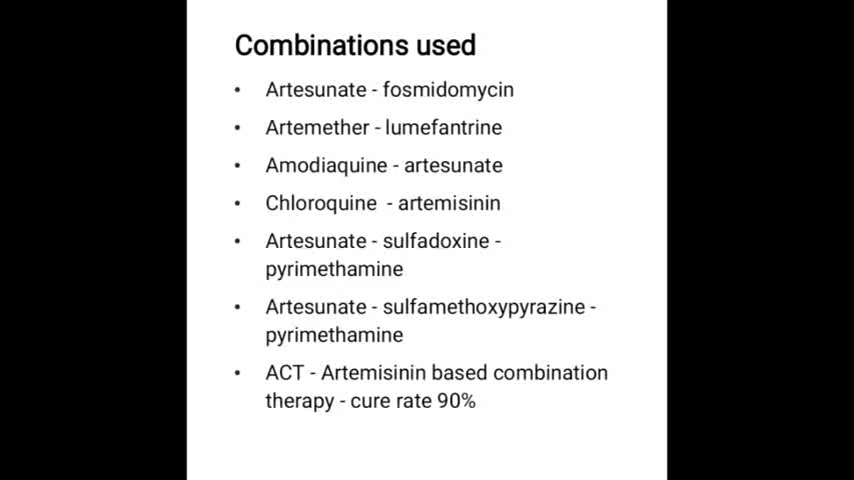 Combinations used
• Artesunate - fosmidomycin
• Artemether - lumefantrine
• Amodiaquine - artesunate
• Chloroquine  - artemisinin
• Artesunate - sulfadoxine -
pyrimethamine
• Artesunate - sulfamethoxypyrazine -
pyrimethamine
• ACT - Artemisinin based combination
therapy - cure rate 90%